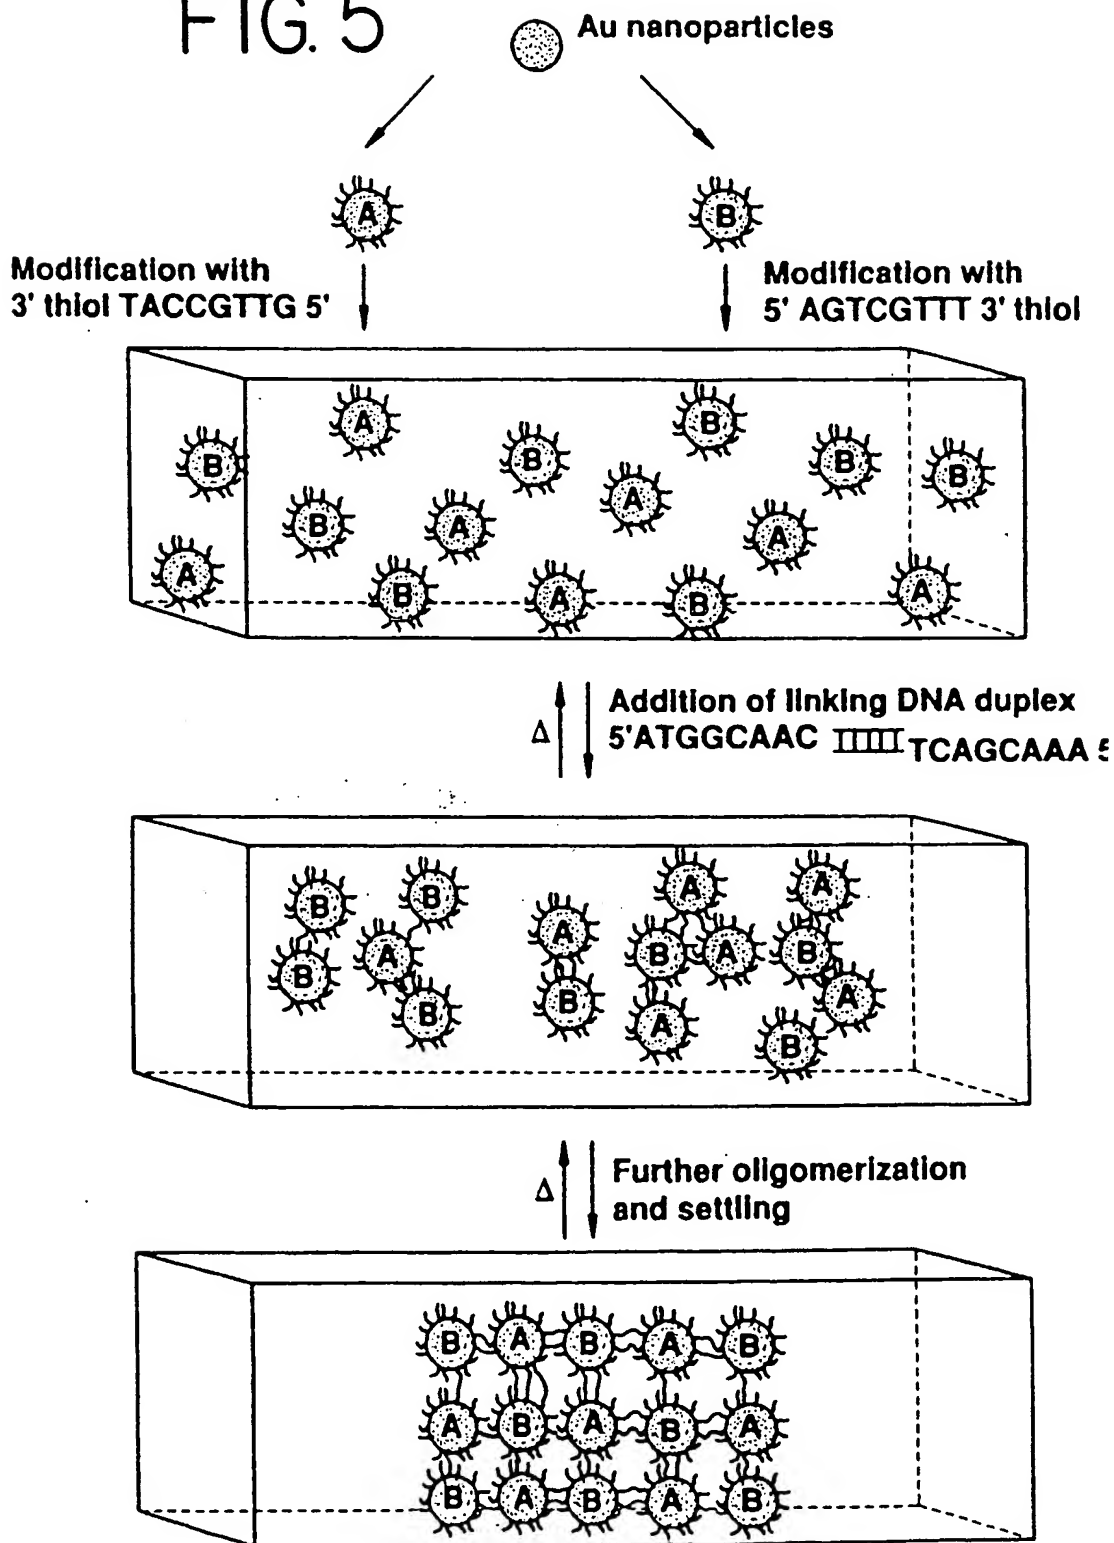 FIG. 5
Au nanoparticles
A
B
Modification with
3' thiol TACCGTTG 5'
Modification with
5' AGTCGTTT 3' thiol
A
B
B
B
B
B
A
B
A
A
A
B
A
B
A
Δ
Addition of linking DNA duplex
5'ATGGCAAC
TCAGCAAA 5
B
B
A
A
A
A
B
B
A
B
B
B
A
A
B
Δ
Further oligomerization
and settling
B A B A B
A B A B A
B A B A B